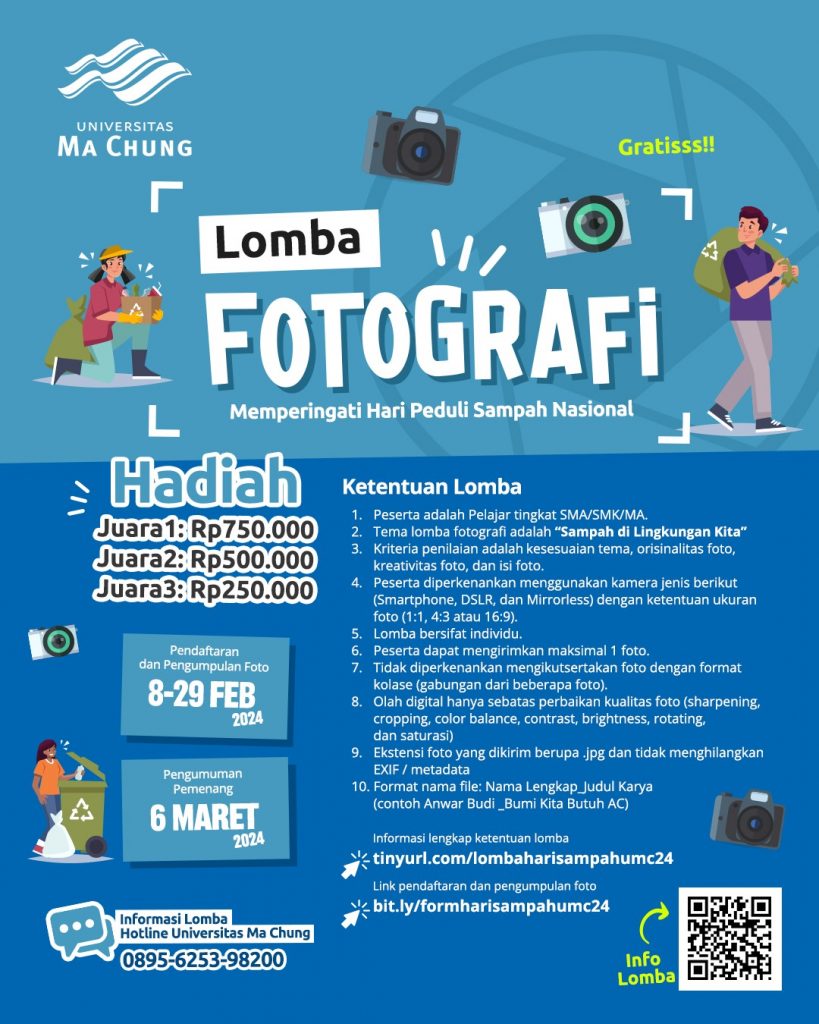 UNIVERSITAS
MA CHUNG
Gratisss!!
Lomba
FOTOGRAFi
Memperingati Hari Peduli Sampah Nasional
Hadiah
Juara1: Rp750.000
Juara2: Rp500.000
Juara3: Rp250.000
Pendaftaran
dan Pengumpulan Foto
8-29 FEB
2024
Pengumuman
Pemenang
6 MARET
2024
Informasi Lomba
Hotline Universitas Ma Chung
0895-6253-98200
Ketentuan Lomba
1. Peserta adalah Pelajar tingkat SMA/SMK/MA.
2. Tema lomba fotografi adalah “Sampah di Lingkungan Kita”
3. Kriteria penilaian adalah kesesuaian tema, orisinalitas foto,
kreativitas foto, dan isi foto.
4. Peserta diperkenankan menggunakan kamera jenis berikut
(Smartphone, DSLR, dan Mirrorless) dengan ketentuan ukuran
foto (1:1, 4:3 atau 16:9).
5. Lomba bersifat individu.
6. Peserta dapat mengirimkan maksimal 1 foto.
7. Tidak diperkenankan mengikutsertakan foto dengan format
kolase (gabungan dari beberapa foto).
8. Olah digital hanya sebatas perbaikan kualitas foto (sharpening,
cropping, color balance, contrast, brightness, rotating,
dan saturasi)
9. Ekstensi foto yang dikirim berupa .jpg dan tidak menghilangkan
EXIF / metadata
10. Format nama file: Nama Lengkap_Judul Karya
(contoh Anwar Budi _Bumi Kita Butuh AC)
Informasi lengkap ketentuan lomba
tinyurl.com/lombaharisampahumc24
Link pendaftaran dan pengumpulan foto
bit.ly/formharisampahumc24
Info
Lomba